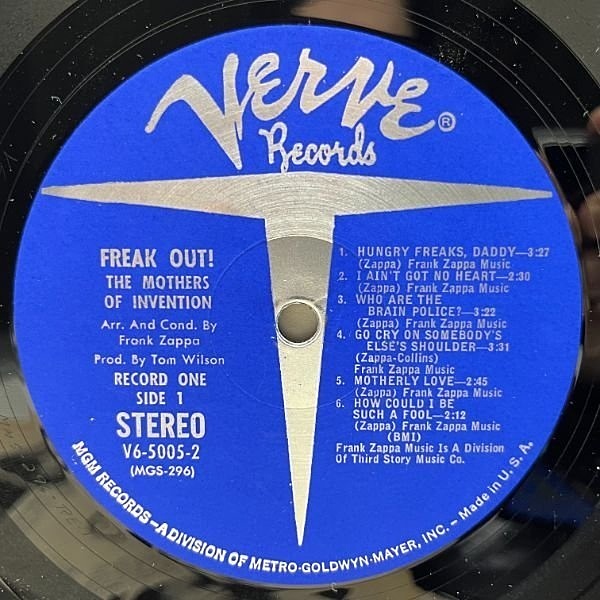 VERVE ®
Records
FREAK OUT!
THE MOTHERS
OF INVENTION
Arr. And Cond. By
Frank Zappa
Prod. By Tom Wilson
RECORD ONE
SIDE 1
STEREO
V6-5005-2
(MGS-296)
1. HUNGRY FREAKS, DADDY—3:27
(Zappa) Frank Zappa Music
2. I AIN'T GOT NO HEART—2:30
(Zappa) Frank Zappa Music
3. WHO ARE THE
BRAIN POLICE?—3:22
(Zappa) Frank Zappa Music
4. GO CRY ON SOMEBODY'S
ELSE'S SHOULDER—3:31
(Zappa-Collins)
Frank Zappa Music
5. MOTHERLY LOVE—2:45
(Zappa) Frank Zappa Music
6. HOW COULD I BE
SUCH A FOOL—2:12
(Zappa) Frank Zappa Music
(BMI)
Frank Zappa Music Is A Division
Of Third Story Music Co.
MGM RECORDS—A DIVISION OF METRO-GOLDWYN-MAYER, INC.—Made in U. S. A.